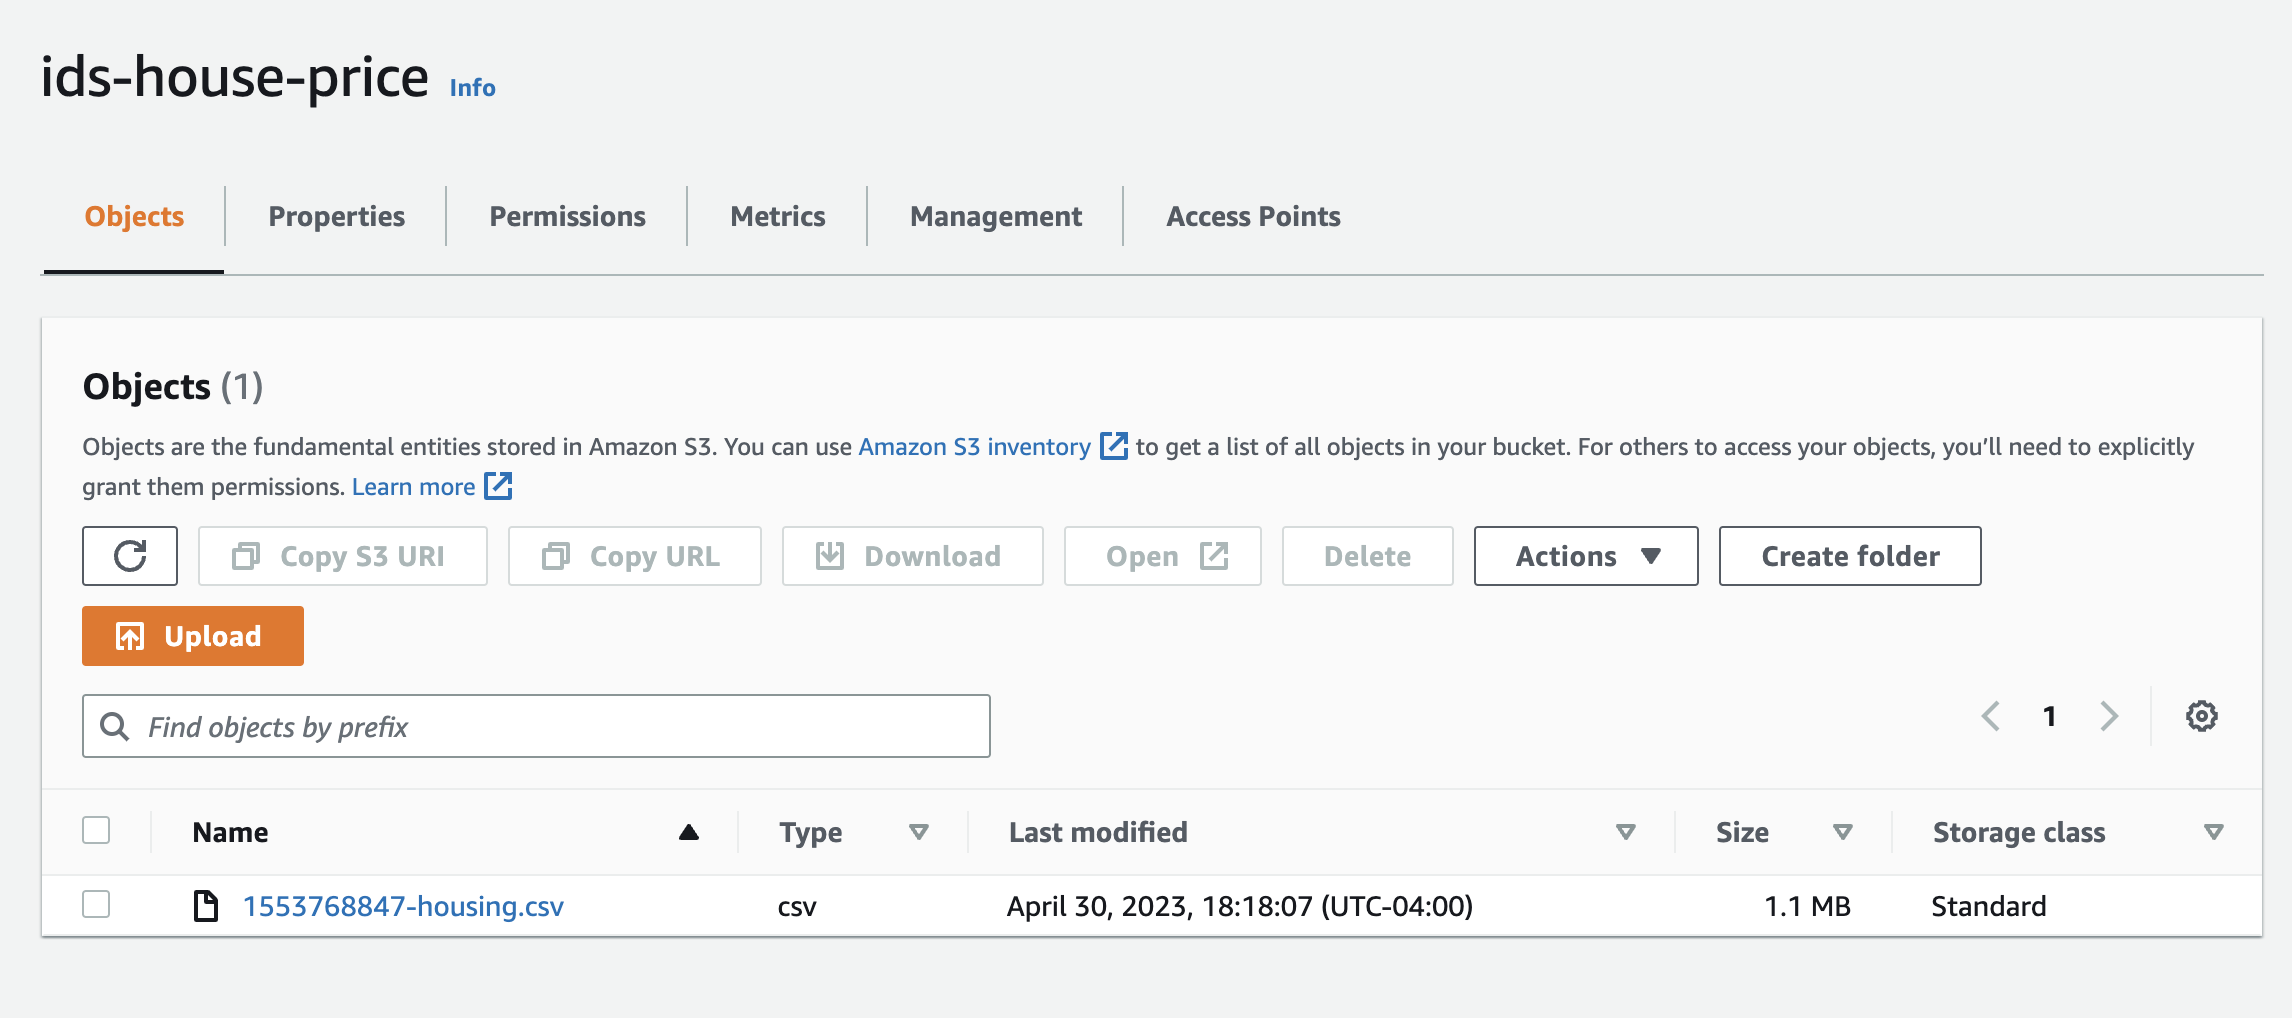 ids-house-price Info
Objects Properties Permissions Metrics Management Access Points
Objects (1)
Objects are the fundamental entities stored in Amazon S3. You can use Amazon S3 inventory to get a list of all objects in your bucket. For others to access your objects, you’ll need to explicitly
grant them permissions. Learn more
Copy S3 URI Copy URL Download Open Delete Actions Create folder
Upload
Find objects by prefix 1
Name Type Last modified Size Storage class
1553768847-housing.csv csv April 30, 2023, 18:18:07 (UTC-04:00) 1.1 MB Standard